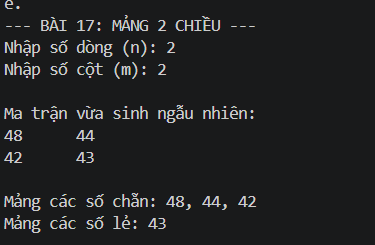 e.
--- BÀI 17: MẢNG 2 CHIỀU ---
Nhập số dòng (n): 2
Nhập số cột (m): 2
Ma trận vừa sinh ngẫu nhiên:
48 44
42 43
Mảng các số chẵn: 48, 44, 42
Mảng các số lẻ: 43